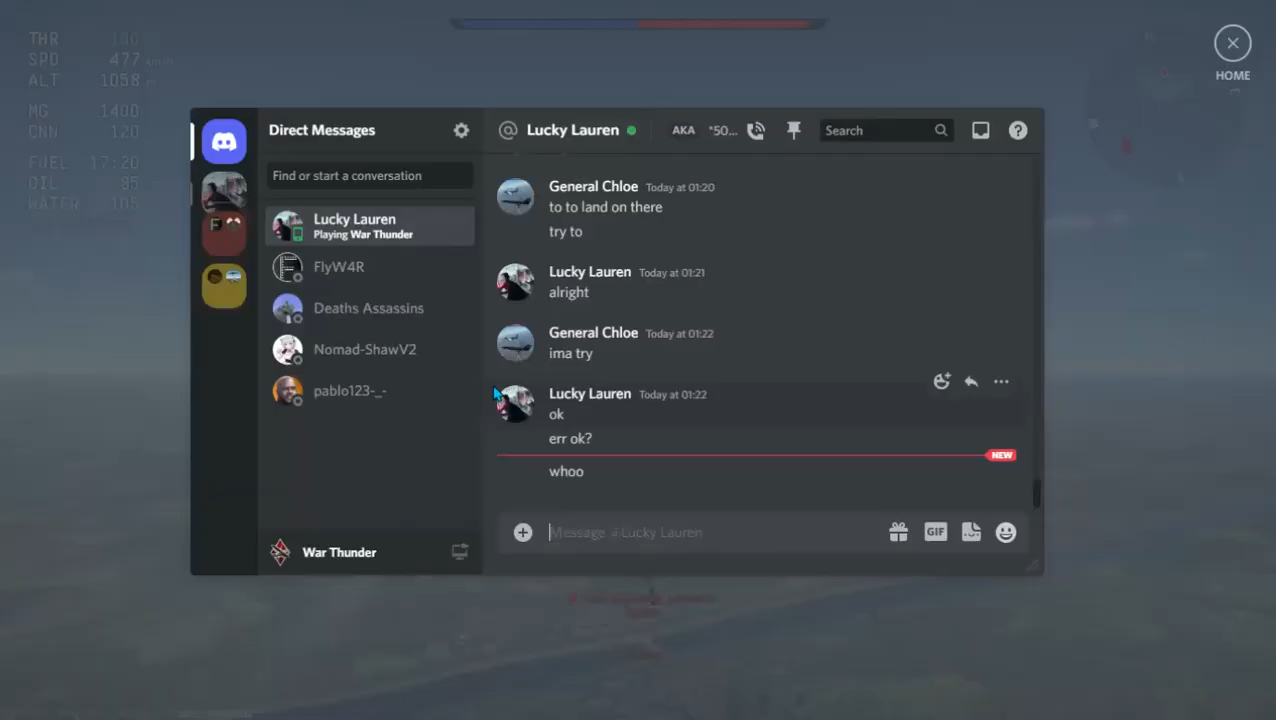 THR 100
SPD 477 km/h
ALT 1058 m
MG 1400
CNN 120
FUEL 17:20
OIL 85
WATER 105
HOME
Direct Messages
Find or start a conversation
Lucky Lauren
Playing War Thunder
FlyW4R
Deaths Assassins
Nomad-ShawV2
pablo123-_-
War Thunder
@ Lucky Lauren
AKA *50...
Search
General Chloe Today at 01:20
to to land on there
try to
Lucky Lauren Today at 01:21
alright
General Chloe Today at 01:22
ima try
Lucky Lauren Today at 01:22
ok
err ok?
NEW
whoo
Message @Lucky Lauren
GIF